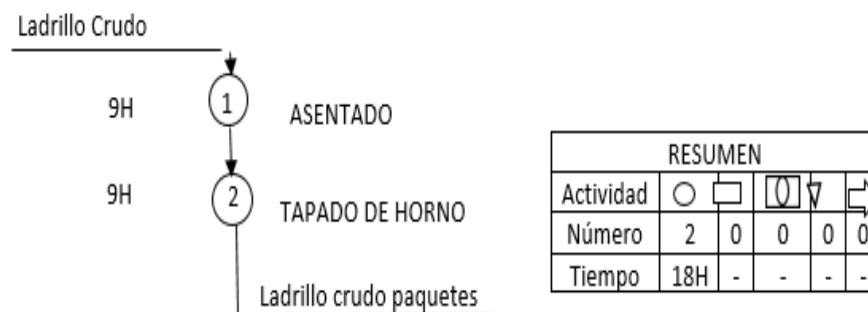 Ladrillo Crudo
9H 1 ASENTADO
9H 2 TAPADO DE HORNO
Ladrillo crudo paquetes
RESUMEN
Actividad
Número 2 0 0 0 0
Tiempo 18H - - - -